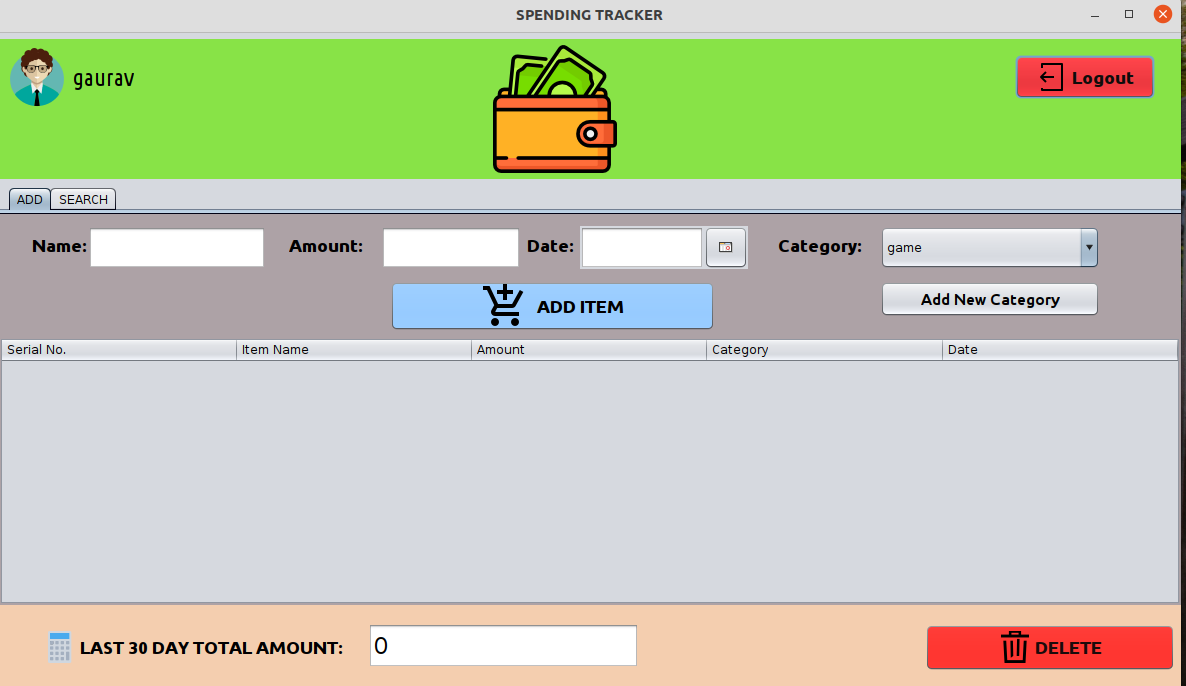 SPENDING TRACKER
gaurav
Logout
ADD SEARCH
Name: Amount: Date: Category: game
ADD ITEM Add New Category
Serial No. Item Name Amount Category Date
LAST 30 DAY TOTAL AMOUNT: 0 DELETE